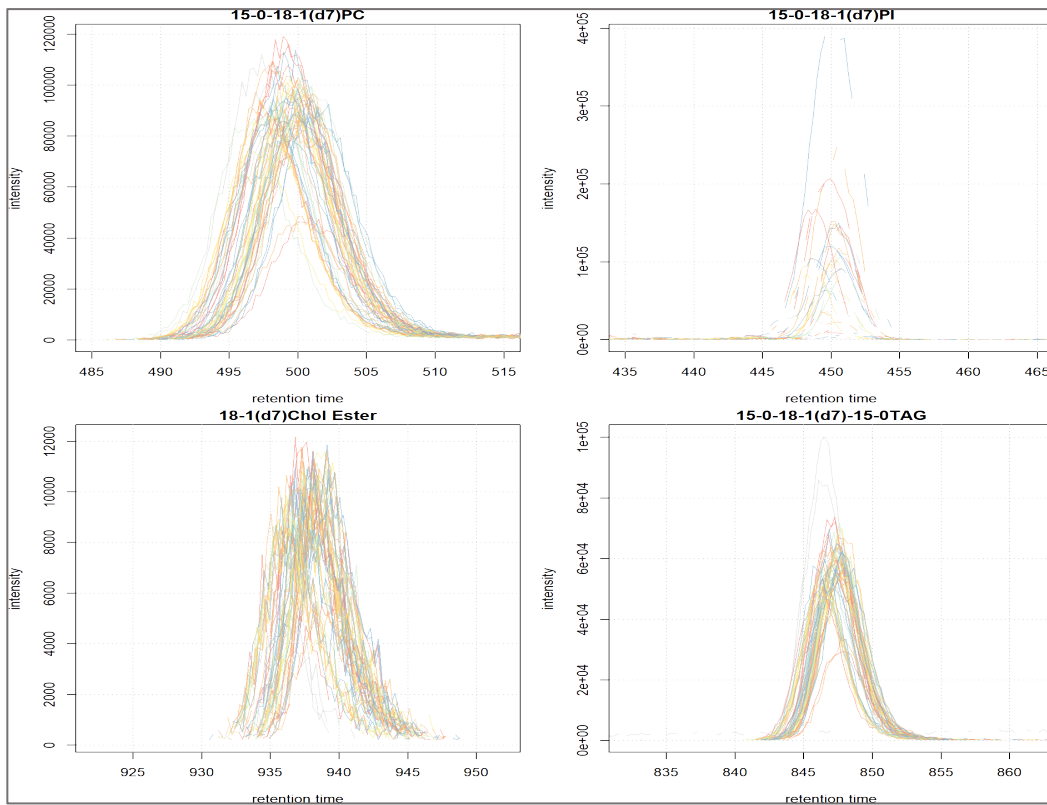 15-0-18-1(d7)PC
120000
100000
80000
60000
40000
20000
0
intensity
485 490 495 500 505 510 515
retention time
15-0-18-1(d7)PI
4e+05
3e+05
2e+05
1e+05
0e+00
intensity
435 440 445 450 455 460 465
retention time
18-1(d7)Chol Ester
12000
10000
8000
6000
4000
2000
0
intensity
925 930 935 940 945 950
retention time
15-0-18-1(d7)-15-0TAG
1e+05
8e+04
6e+04
4e+04
2e+04
0e+00
intensity
835 840 845 850 855 860
retention time